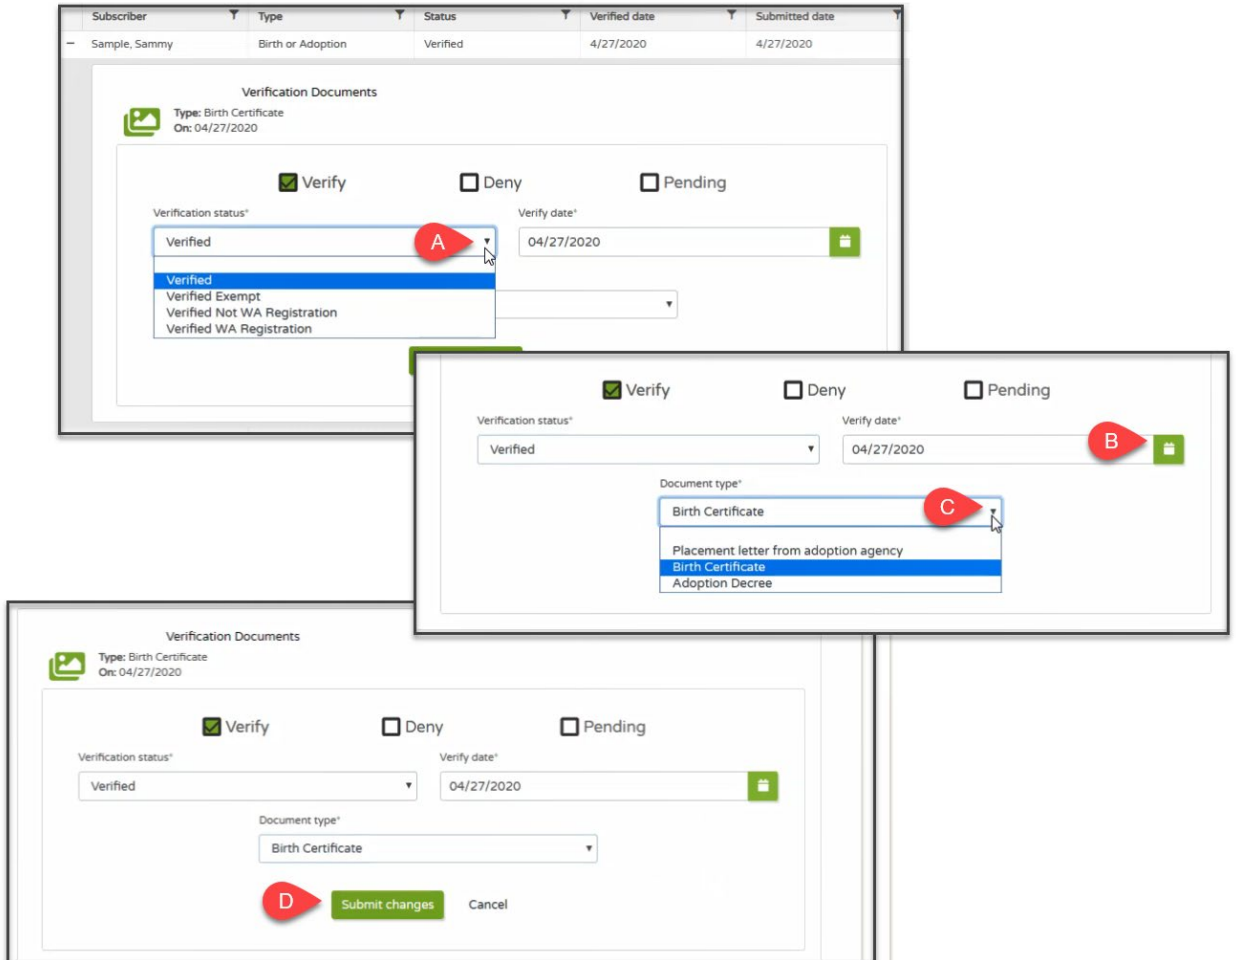 Subscriber Type Status Verified date Submitted date
Sample, Sammy Birth or Adoption Verified 4/27/2020 4/27/2020
Verification Documents
Type: Birth Certificate
On: 04/27/2020
Verify Deny Pending
Verification status* Verify date*
Verified A 04/27/2020
Verified
Verified Exempt
Verified Not WA Registration
Verified WA Registration
Verify Deny Pending
Verification status* Verify date*
Verified 04/27/2020 B
Document type*
Birth Certificate C
Placement letter from adoption agency
Birth Certificate
Adoption Decree
Verification Documents
Type: Birth Certificate
On: 04/27/2020
Verify Deny Pending
Verification status* Verify date*
Verified 04/27/2020
Document type*
Birth Certificate
D Submit changes Cancel